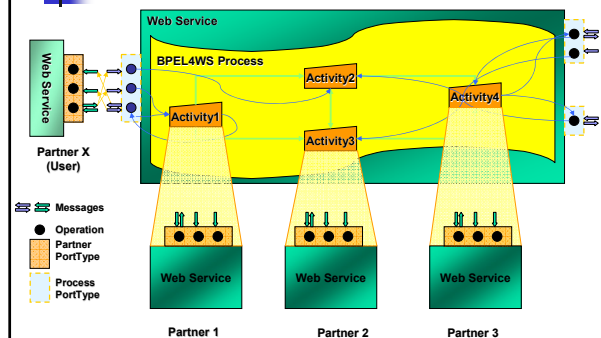 Web Service
BPEL4WS Process
Activity2
Activity4
Activity1
Activity3
Web Service
Partner X
(User)
Messages
Operation
Partner
PortType
Process
PortType
Web Service
Web Service
Web Service
Partner 1
Partner 2
Partner 3